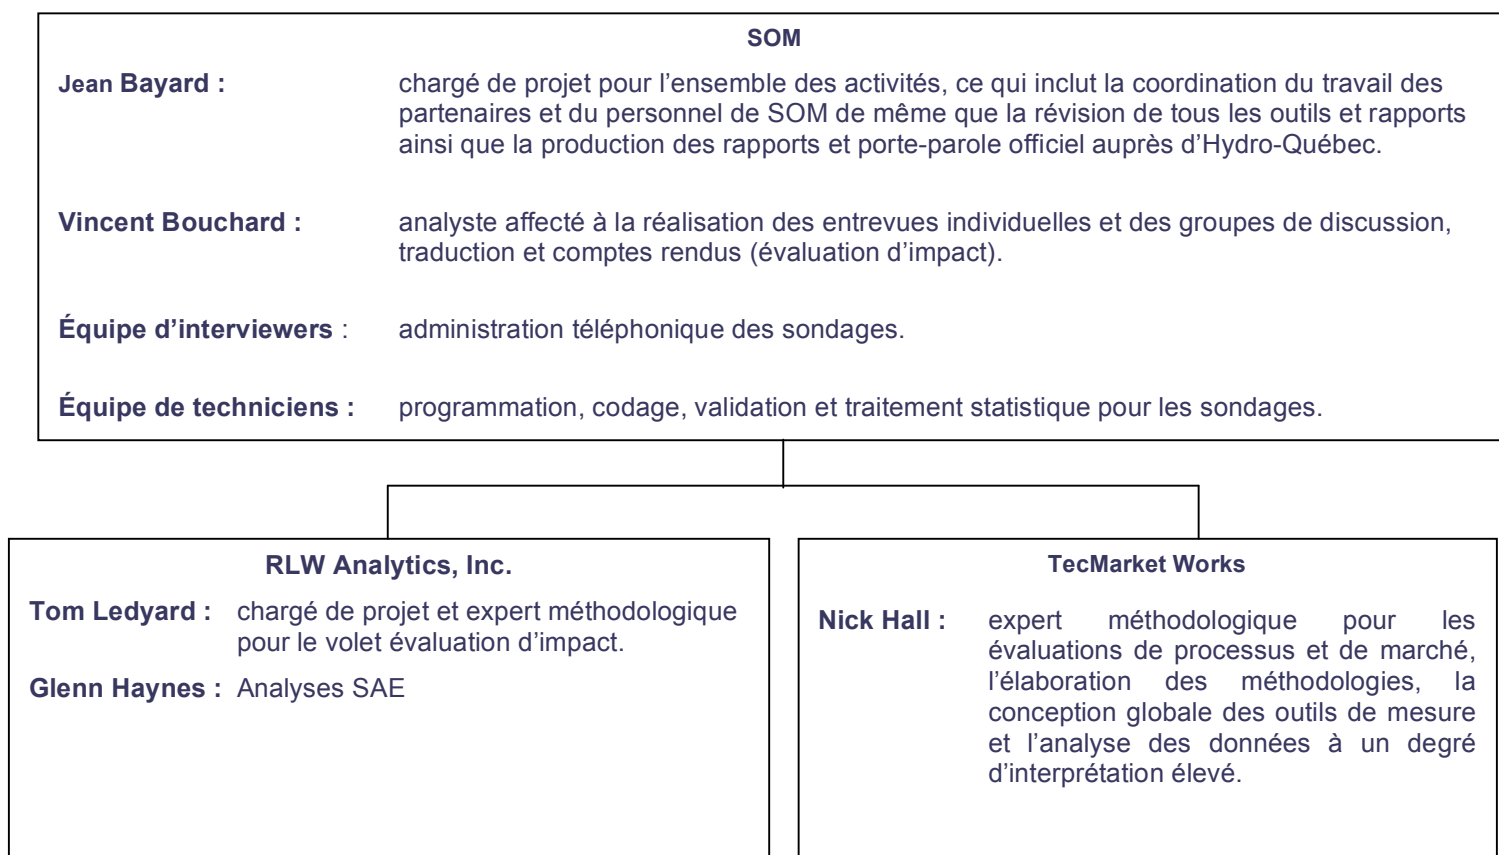 SOM
Jean Bayard : chargé de projet pour l'ensemble des activités, ce qui inclut la coordination du travail des
partenaires et du personnel de SOM de même que la révision de tous les outils et rapports
ainsi que la production des rapports et porte-parole officiel auprès d'Hydro-Québec.
Vincent Bouchard : analyste affecté à la réalisation des entrevues individuelles et des groupes de discussion,
traduction et comptes rendus (évaluation d'impact).
Équipe d'interviewers : administration téléphonique des sondages.
Équipe de techniciens : programmation, codage, validation et traitement statistique pour les sondages.
RLW Analytics, Inc.
Tom Ledyard : chargé de projet et expert méthodologique
pour le volet évaluation d'impact.
Glenn Haynes : Analyses SAE
TecMarket Works
Nick Hall : expert méthodologique pour les
évaluations de processus et de marché,
l'élaboration des méthodologies, la
conception globale des outils de mesure
et l'analyse des données à un degré
d'interprétation élevé.